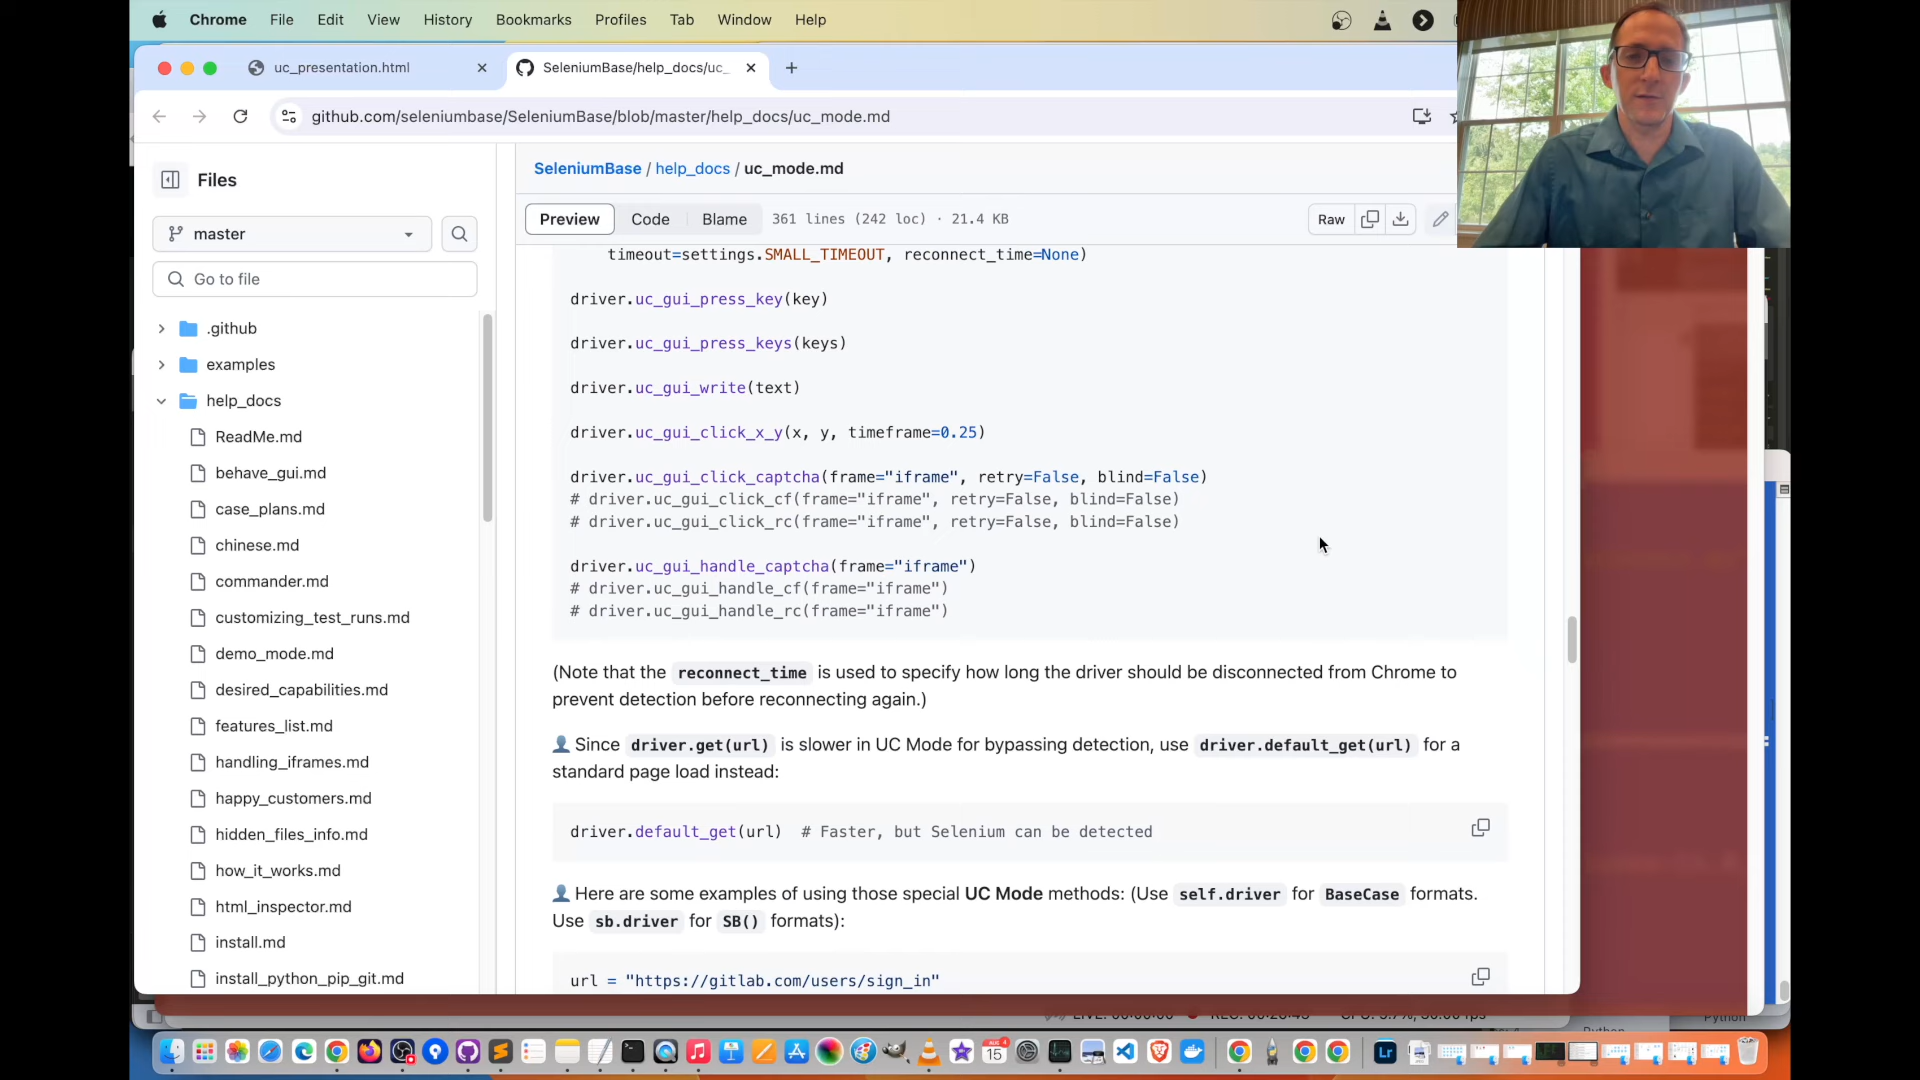 Chrome File Edit View History Bookmarks Profiles Tab Window Help
uc_presentation.html
SeleniumBase/help_docs/uc_
github.com/seleniumbase/SeleniumBase/blob/master/help_docs/uc_mode.md
Files
master
Go to file
.github
examples
help_docs
ReadMe.md
behave_gui.md
case_plans.md
chinese.md
commander.md
customizing_test_runs.md
demo_mode.md
desired_capabilities.md
features_list.md
handling_iframes.md
happy_customers.md
hidden_files_info.md
how_it_works.md
html_inspector.md
install.md
install_python_pip_git.md
SeleniumBase / help_docs / uc_mode.md
Preview Code Blame 361 lines (242 loc) · 21.4 KB Raw
timeout=settings.SMALL_TIMEOUT, reconnect_time=None)
driver.uc_gui_press_key(key)
driver.uc_gui_press_keys(keys)
driver.uc_gui_write(text)
driver.uc_gui_click_x_y(x, y, timeframe=0.25)
driver.uc_gui_click_captcha(frame="iframe", retry=False, blind=False)
# driver.uc_gui_click_cf(frame="iframe", retry=False, blind=False)
# driver.uc_gui_click_rc(frame="iframe", retry=False, blind=False)
driver.uc_gui_handle_captcha(frame="iframe")
# driver.uc_gui_handle_cf(frame="iframe")
# driver.uc_gui_handle_rc(frame="iframe")
(Note that the reconnect_time is used to specify how long the driver should be disconnected from Chrome to
prevent detection before reconnecting again.)
👤 Since driver.get(url) is slower in UC Mode for bypassing detection, use driver.default_get(url) for a
standard page load instead:
driver.default_get(url) # Faster, but Selenium can be detected
👤 Here are some examples of using those special UC Mode methods: (Use self.driver for BaseCase formats.
Use sb.driver for SB() formats):
url = "https://gitlab.com/users/sign_in"
Python
Python
AUG
15
Lr